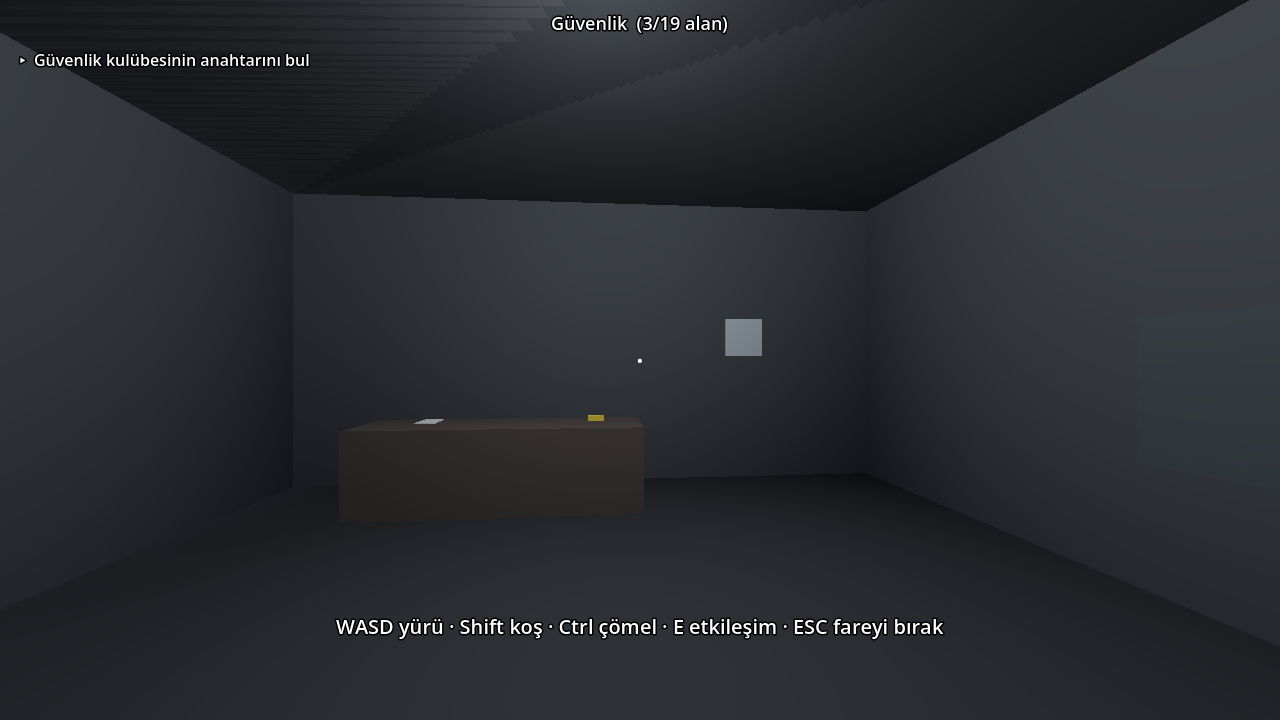 Güvenlik (3/19 alan)
▸ Güvenlik kulübesinin anahtarını bul
WASD yürü · Shift koş · Ctrl çömel · E etkileşim · ESC fareyi bırak